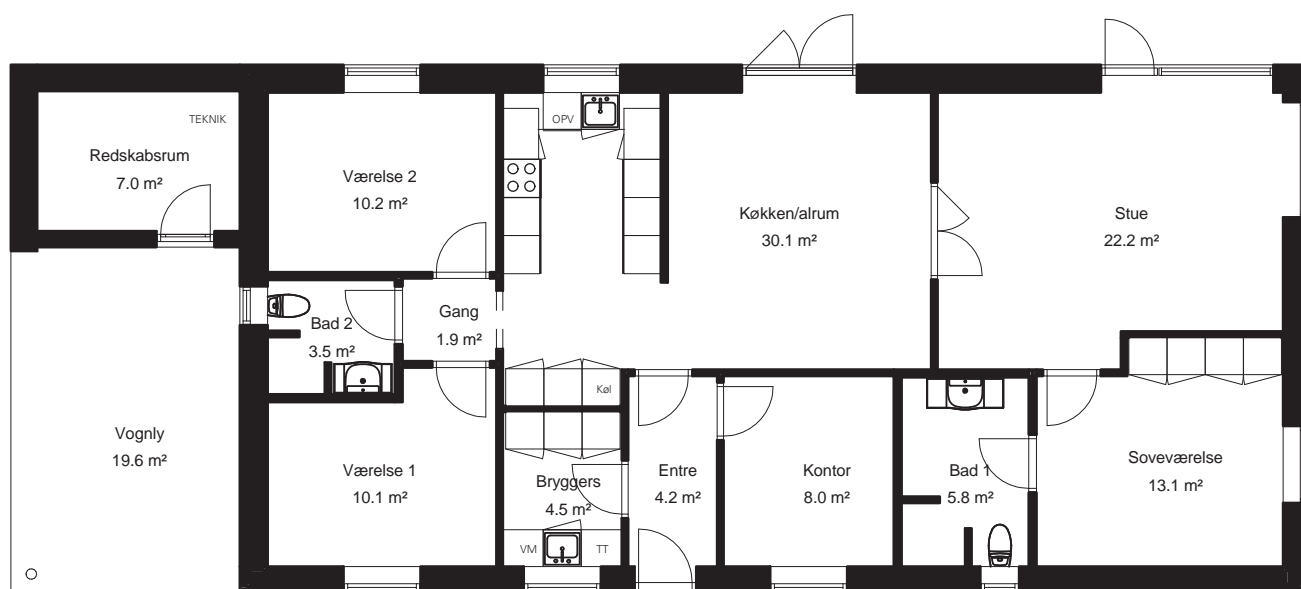 TEKNIK
Redskabsrum
7.0 m²
Værelse 2
10.2 m²
OPV
Køkken/alrum
30.1 m²
Stue
22.2 m²
Gang
1.9 m²
Bad 2
3.5 m²
Køl
Vognly
19.6 m²
Værelse 1
10.1 m²
Bryggers
4.5 m²
VM
TT
Entre
4.2 m²
Kontor
8.0 m²
Bad 1
5.8 m²
Soveværelse
13.1 m²